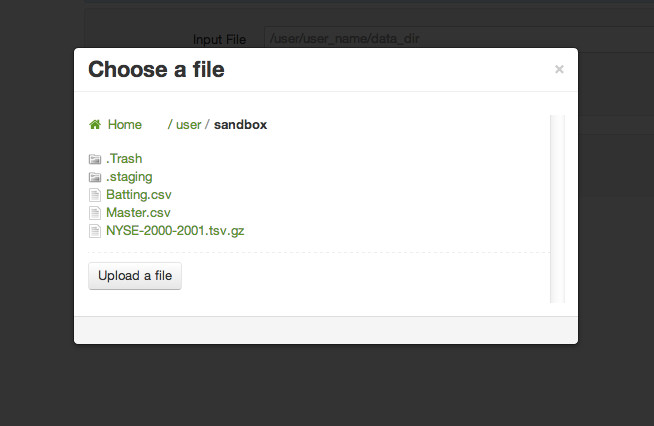 Input File /user/user_name/data_dir
Choose a file ×
Home / user / sandbox
.Trash
.staging
Batting.csv
Master.csv
NYSE-2000-2001.tsv.gz
Upload a file